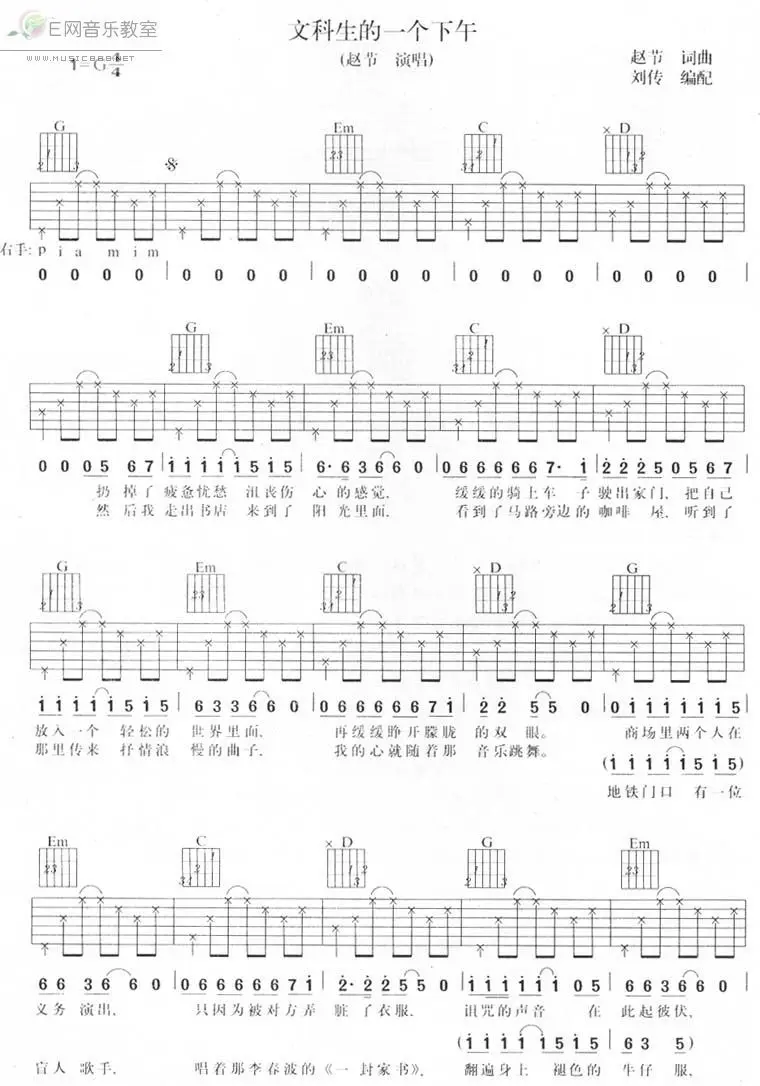 E网音乐教室
WWW.MUSIC888.NET
文科生的一个下午
(赵节 演唱)
赵节 词曲
刘传 编配
1=G 4/4
G Em C × D
右手: p i a m i m
0 0 0 0 | 0 0 0 0 | 0 0 0 0 | 0 0 0 0 | 0 0 0 0 |
G Em C × D
0 0 05 67 | i i i i i 5 i 5 | 6· 6 3 6 6 0 | 0 6 6 6 6 6 7· i | 2 2 2 5 0 5 6 7 |
扔 掉了 疲惫忧愁 沮丧伤 心 的 感觉, 缓缓的骑上车 子 驶出家门, 把自己
然 后我 走出书店 来到了 阳 光里面, 看到了马路旁边的 咖啡 屋, 听到了
G Em C × D G
i i i i i 5 i 5 | 6 3 3 6 6 0 | 0 6 6 6 6 6 7 i | 2 2 5 5 0 | 0 i i i i i i 5 |
放入一个 轻松的 世界里面, 再缓缓睁开朦胧 的 双 眼。 商场里两个人在
那里传来 抒情浪 慢的曲子, 我的心就随着那 音乐跳舞。
(i i i i i 5 i 5)
地铁门口 有一位
Em C × D G Em
6 6 3 6 6 0 | 0 6 6 6 6 6 7 i | 2· 2 2 5 5 0 | i i i i i 0 5 | 6 6 3 6 6 0 |
义务 演出, 只因为被对方弄 脏 了 衣服, 诅咒的声音 在 此起彼伏,
(i i i i i 5 i 5 | 6 3 5)
盲人 歌手, 唱着那李春波的《一 封家书》, 翻遍身上 褪色的 牛仔 服,